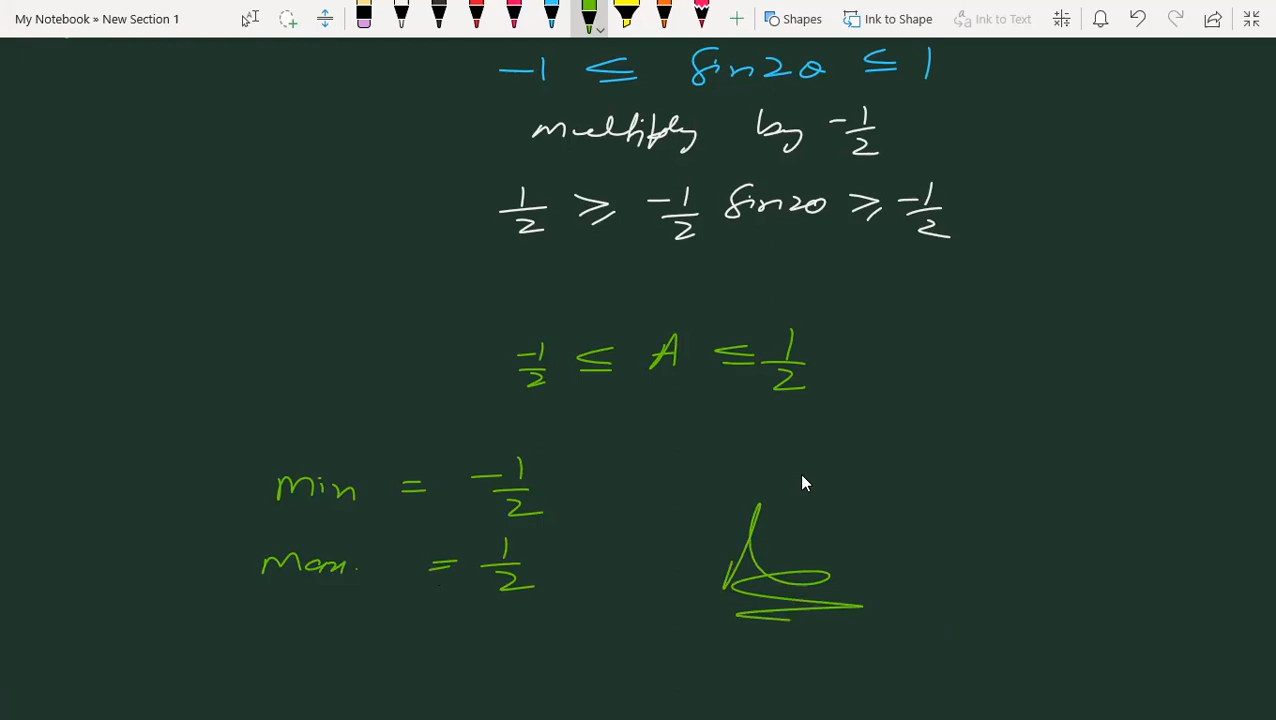 My Notebook » New Section 1
Shapes Ink to Shape Ink to Text
-1 ≤ sin2θ ≤ 1
multiply by -1/2
1/2 ≥ -1/2 sin2θ ≥ -1/2
-1/2 ≤ A ≤ 1/2
Min = -1/2
Max. = 1/2